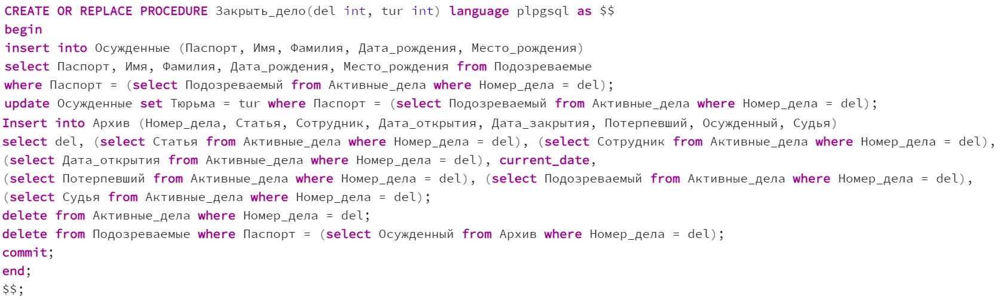 CREATE OR REPLACE PROCEDURE Закрыть_дело(del int, tur int) language plpgsql as $$
begin
insert into Осужденные (Паспорт, Имя, Фамилия, Дата_рождения, Место_рождения)
select Паспорт, Имя, Фамилия, Дата_рождения, Место_рождения from Подозреваемые
where Паспорт = (select Подозреваемый from Активные_дела where Номер_дела = del);
update Осужденные set Тюрьма = tur where Паспорт = (select Подозреваемый from Активные_дела where Номер_дела = del);
Insert into Архив (Номер_дела, Статья, Сотрудник, Дата_открытия, Дата_закрытия, Потерпевший, Осужденный, Судья)
select del, (select Статья from Активные_дела where Номер_дела = del), (select Сотрудник from Активные_дела where Номер_дела = del),
(select Дата_открытия from Активные_дела where Номер_дела = del), current_date,
(select Потерпевший from Активные_дела where Номер_дела = del), (select Подозреваемый from Активные_дела where Номер_дела = del),
(select Судья from Активные_дела where Номер_дела = del);
delete from Активные_дела where Номер_дела = del;
delete from Подозреваемые where Паспорт = (select Осужденный from Архив where Номер_дела = del);
commit;
end;
$$;